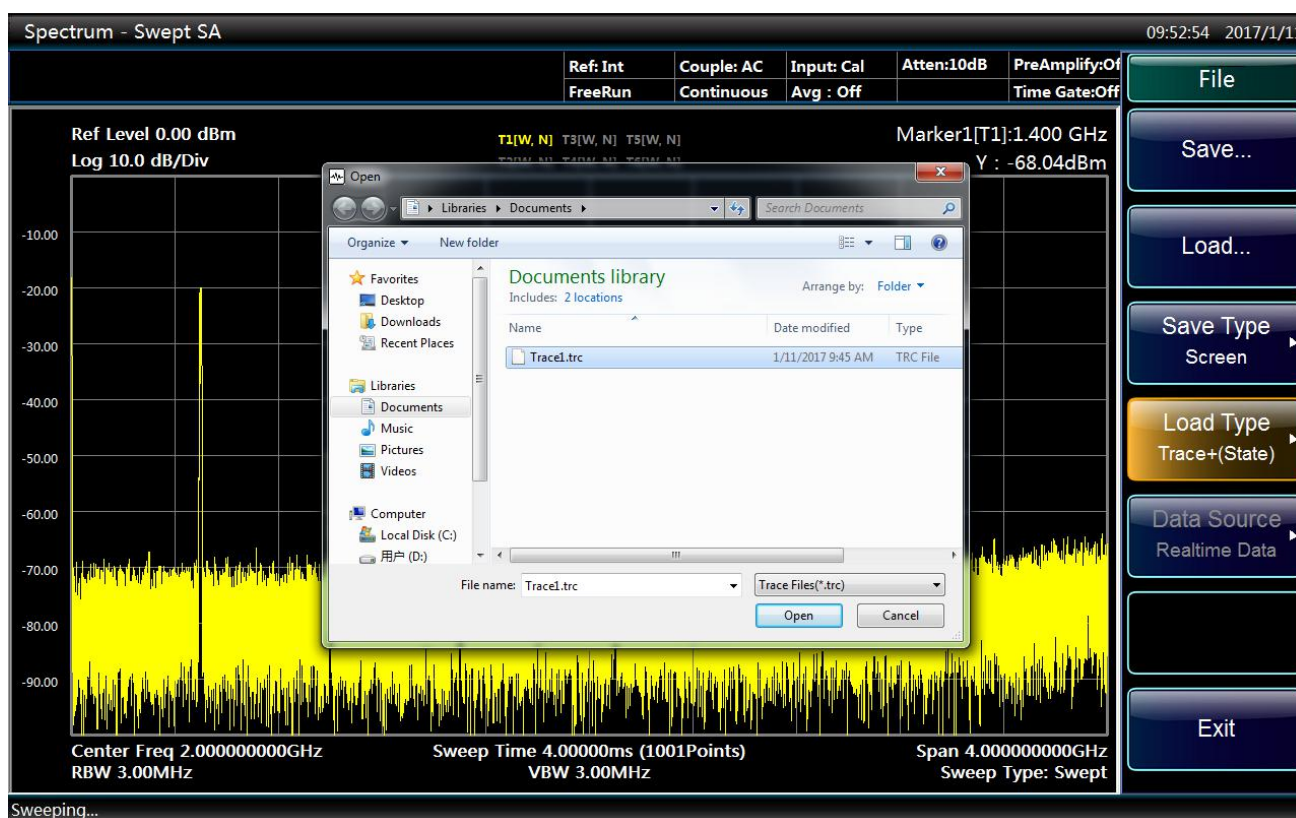 Spectrum - Swept SA
09:52:54 2017/1/11
Ref: Int Couple: AC Input: Cal Atten:10dB PreAmplify:Of
FreeRun Continuous Avg : Off Time Gate:Off
File
Ref Level 0.00 dBm
Log 10.0 dB/Div
T1[W, N] T3[W, N] T5[W, N]
Marker1[T1]:1.400 GHz
Y : -68.04dBm
Save...
Load...
Save Type
Screen
Load Type
Trace+(State)
Data Source
Realtime Data
Exit
Open
Libraries Documents
Search Documents
Organize New folder
Favorites
Desktop
Downloads
Recent Places
Libraries
Documents
Music
Pictures
Videos
Computer
Local Disk (C:)
用户 (D:)
Documents library
Includes: 2 locations
Arrange by: Folder
Name Date modified Type
Trace1.trc 1/11/2017 9:45 AM TRC File
File name: Trace1.trc Trace Files(*.trc)
Open Cancel
-10.00
-20.00
-30.00
-40.00
-50.00
-60.00
-70.00
-80.00
-90.00
Center Freq 2.000000000GHz Sweep Time 4.00000ms (1001Points) Span 4.000000000GHz
RBW 3.00MHz VBW 3.00MHz Sweep Type: Swept
Sweeping...